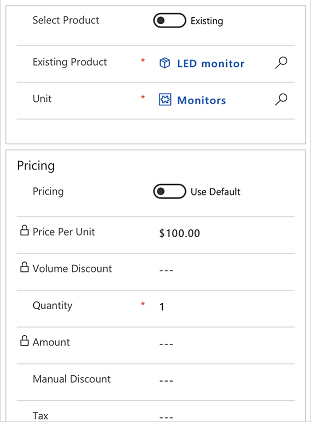 Select Product Existing
Existing Product * LED monitor
Unit * Monitors
Pricing
Pricing Use Default
Price Per Unit $100.00
Volume Discount ---
Quantity * 1
Amount ---
Manual Discount ---
Tax ---